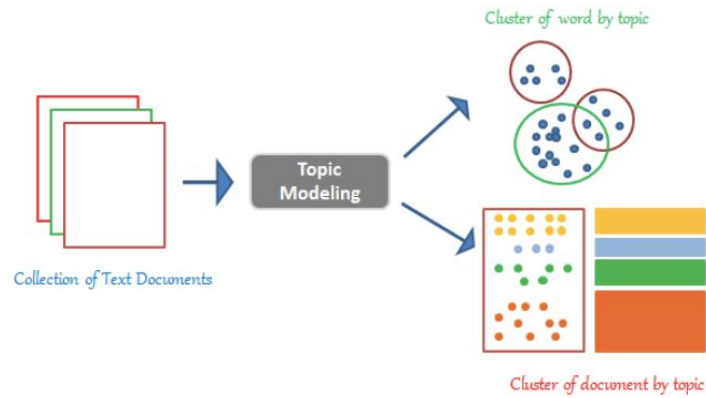 Cluster of word by topic
Topic
Modeling
Collection of Text Documents
Cluster of document by topic